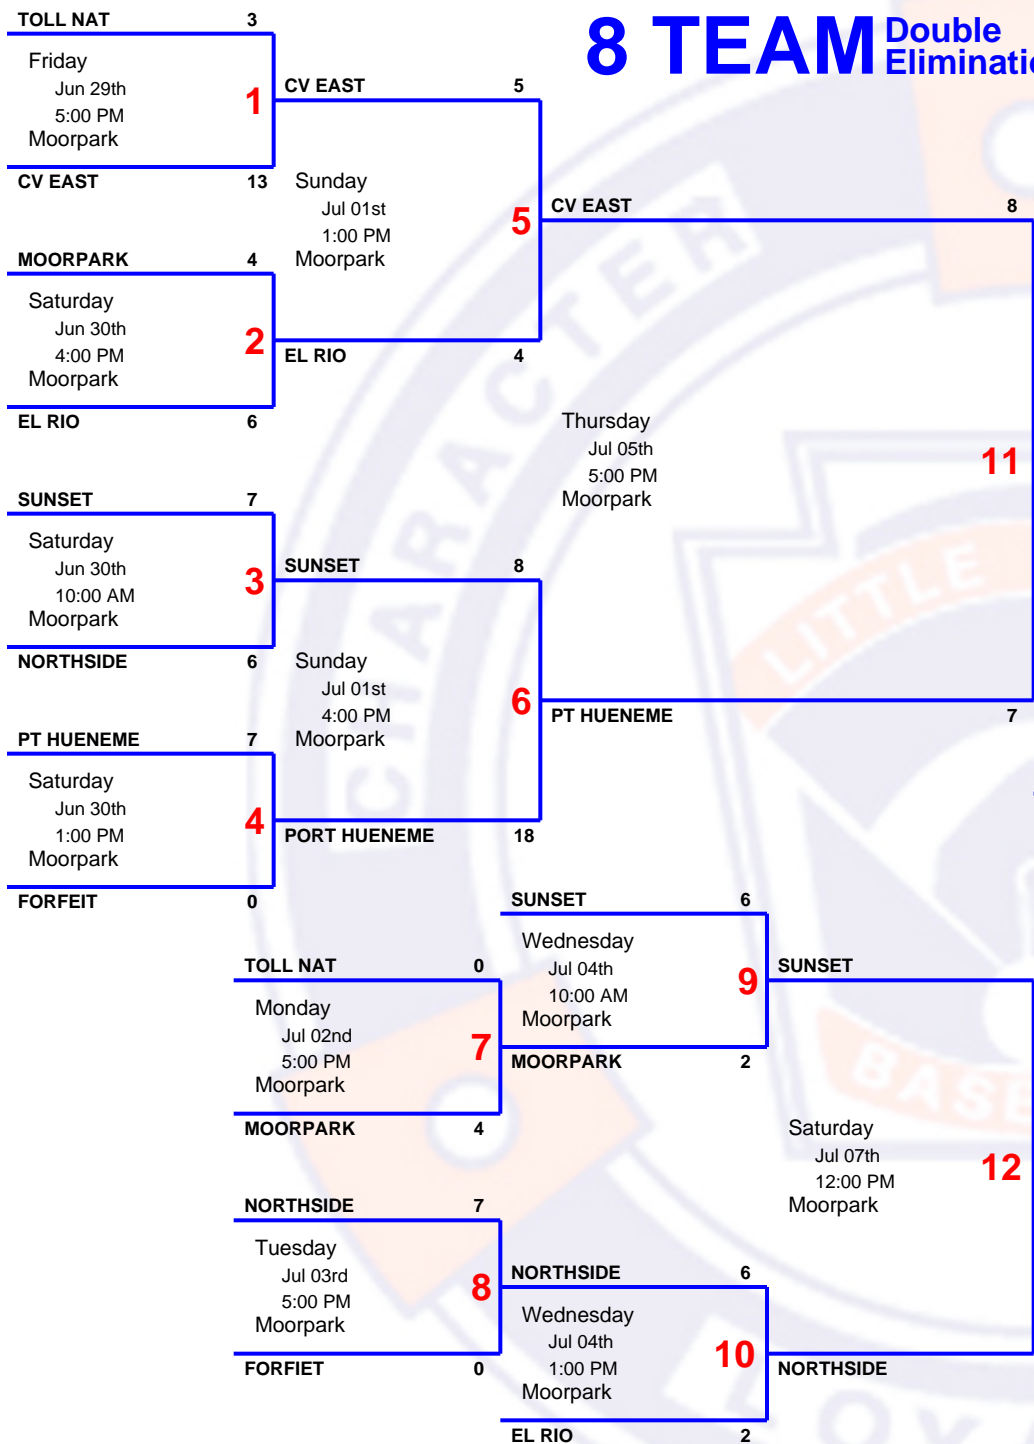 8 TEAM Double
TOLL NAT 3
Friday
Jun 29th
5:00 PM
Moorpark
1
CV EAST 13
CV EAST 5
Sunday
Jul 01st
1:00 PM
Moorpark
5
EL RIO 4
MOORPARK 4
Saturday
Jun 30th
4:00 PM
Moorpark
2
EL RIO 6
CV EAST 8
Thursday
Jul 05th
5:00 PM
Moorpark
11
PT HUENEME 7
SUNSET 7
Saturday
Jun 30th
10:00 AM
Moorpark
3
NORTHSIDE 6
SUNSET 8
Sunday
Jul 01st
4:00 PM
Moorpark
6
PORT HUENEME 18
PT HUENEME 7
Saturday
Jun 30th
1:00 PM
Moorpark
4
FORFEIT 0
TOLL NAT 0
Monday
Jul 02nd
5:00 PM
Moorpark
7
MOORPARK 4
SUNSET 6
Wednesday
Jul 04th
10:00 AM
Moorpark
9
MOORPARK 2
SUNSET
Saturday
Jul 07th
12:00 PM
Moorpark
12
NORTHSIDE
NORTHSIDE 7
Tuesday
Jul 03rd
5:00 PM
Moorpark
8
FORFIET 0
NORTHSIDE 6
Wednesday
Jul 04th
1:00 PM
Moorpark
10
EL RIO 2
CHARACTER
LITTLE